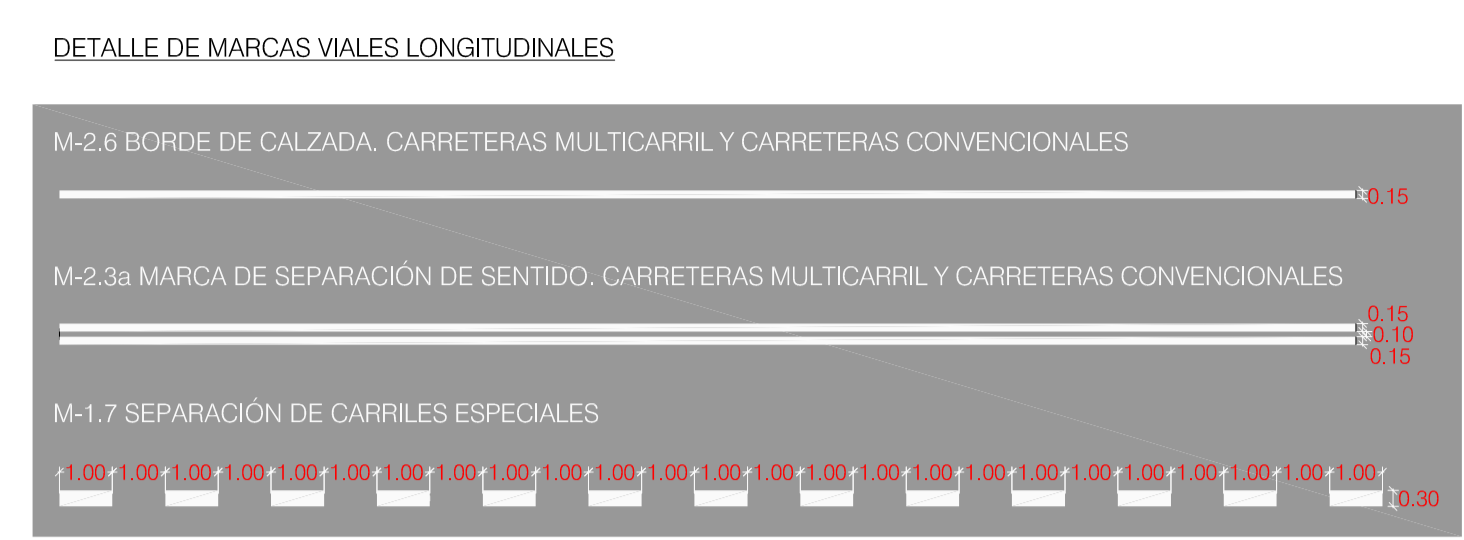 DETALLE DE MARCAS VIALES LONGITUDINALES
M-2.6 BORDE DE CALZADA. CARRETERAS MULTICARRIL Y CARRETERAS CONVENCIONALES
0.15
M-2.3a MARCA DE SEPARACIÓN DE SENTIDO. CARRETERAS MULTICARRIL Y CARRETERAS CONVENCIONALES
0.15
0.10
0.15
M-1.7 SEPARACIÓN DE CARRILES ESPECIALES
1.00 1.00 1.00 1.00 1.00 1.00 1.00 1.00 1.00 1.00 1.00 1.00 1.00 1.00 1.00 1.00 1.00 1.00 1.00 1.00 1.00 1.00 1.00 1.00 1.00
0.30